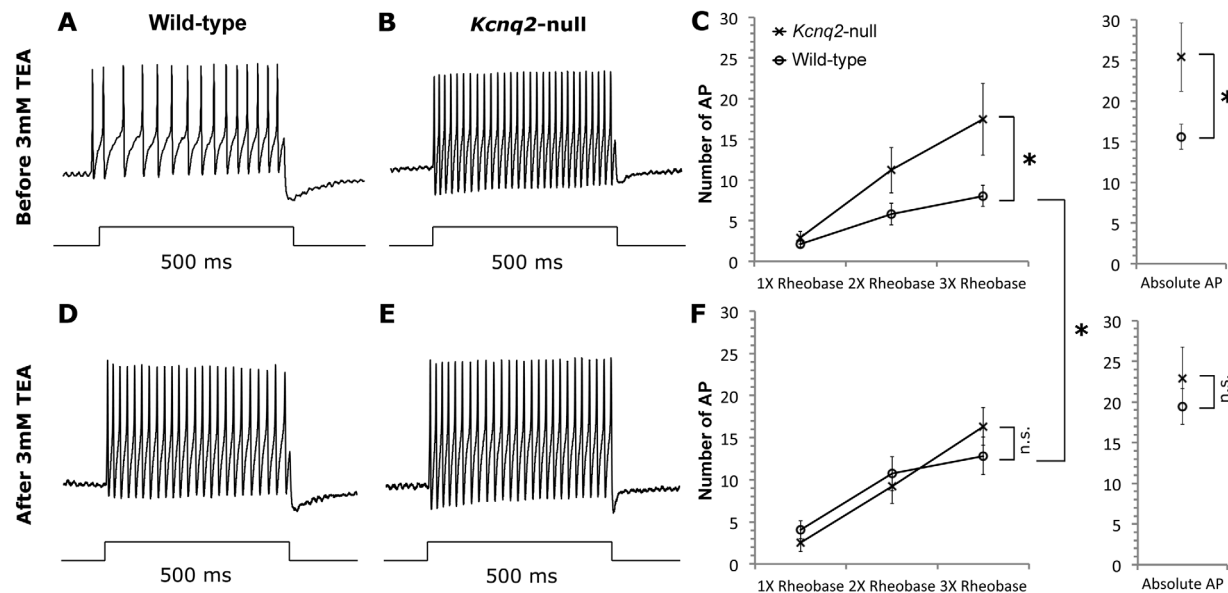 A Wild-type
B Kcnq2-null
C
Before 3mM TEA
500 ms
500 ms
Number of AP
30
25
20
15
10
5
0
Kcnq2-null
Wild-type
*
1X Rheobase 2X Rheobase 3X Rheobase
30
25
20
15
10
5
0
*
Absolute AP
*
D
E
F
After 3mM TEA
500 ms
500 ms
Number of AP
30
25
20
15
10
5
0
n.s.
1X Rheobase 2X Rheobase 3X Rheobase
30
25
20
15
10
5
0
n.s.
Absolute AP